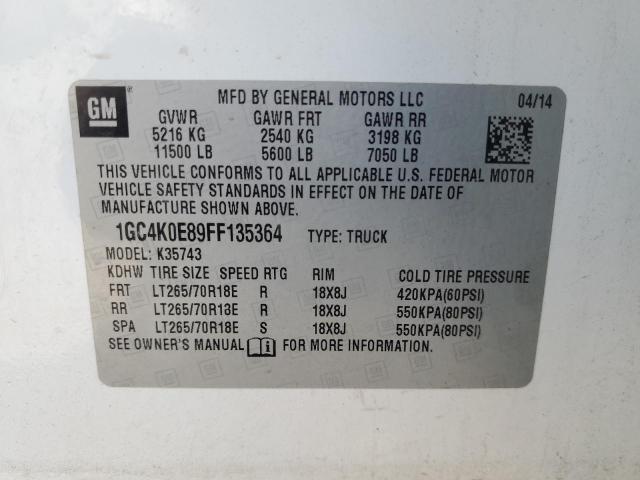 GM MFD BY GENERAL MOTORS LLC 04/14
GVWR GAWR FRT GAWR RR
5216 KG 2540 KG 3198 KG
11500 LB 5600 LB 7050 LB
THIS VEHICLE CONFORMS TO ALL APPLICABLE U.S. FEDERAL MOTOR
VEHICLE SAFETY STANDARDS IN EFFECT ON THE DATE OF
MANUFACTURE SHOWN ABOVE.
1GC4K0E89FF135364 TYPE: TRUCK
MODEL: K35743
KDHW TIRE SIZE SPEED RTG RIM COLD TIRE PRESSURE
FRT LT265/70R18E R 18X8J 420KPA(60PSI)
RR LT265/70R18E R 18X8J 550KPA(80PSI)
SPA LT265/70R18E S 18X8J 550KPA(80PSI)
SEE OWNER'S MANUAL FOR MORE INFORMATION.